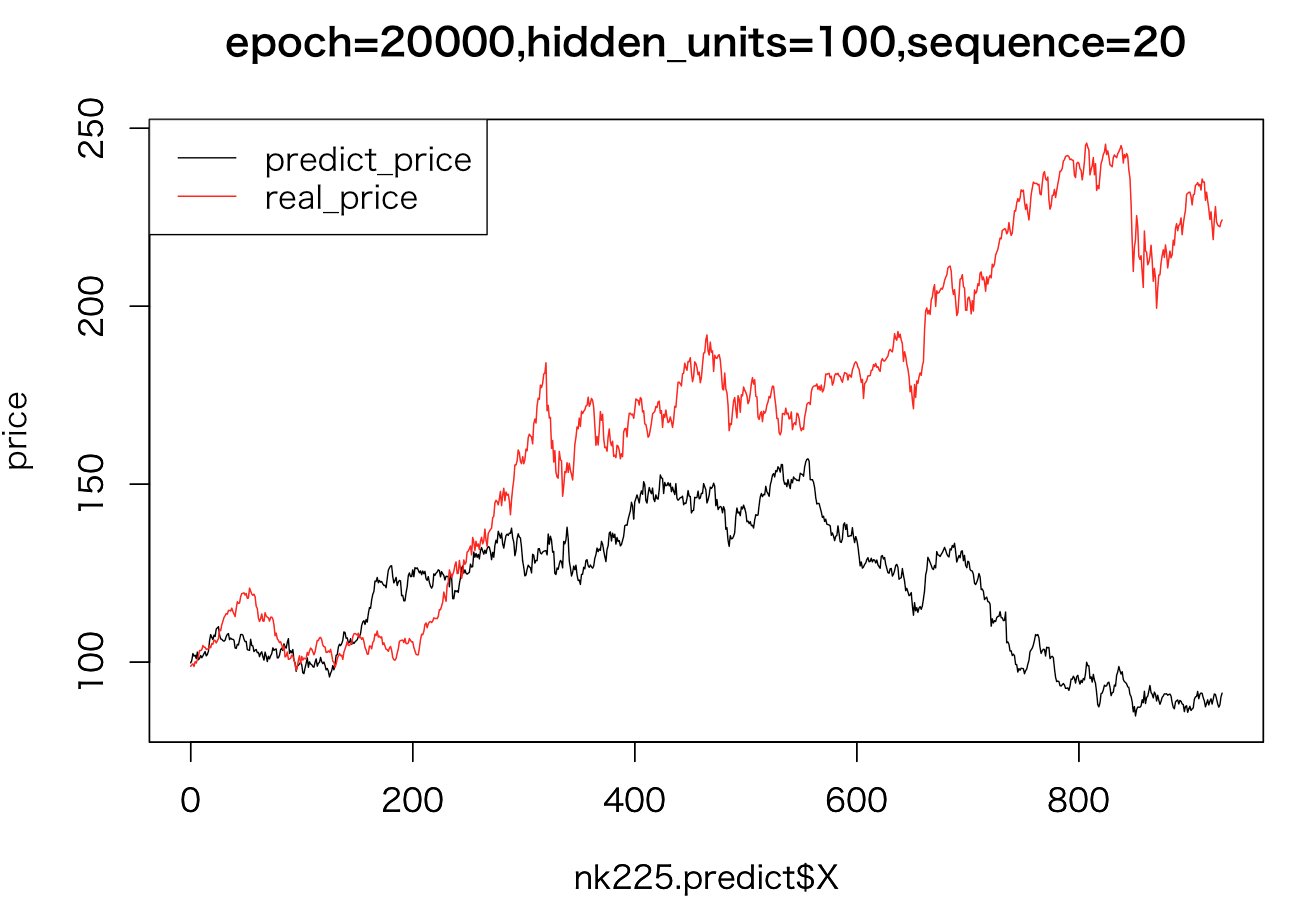 epoch=20000,hidden_units=100,sequence=20
predict_price
real_price
price
250
200
150
100
0 200 400 600 800
nk225.predict$X